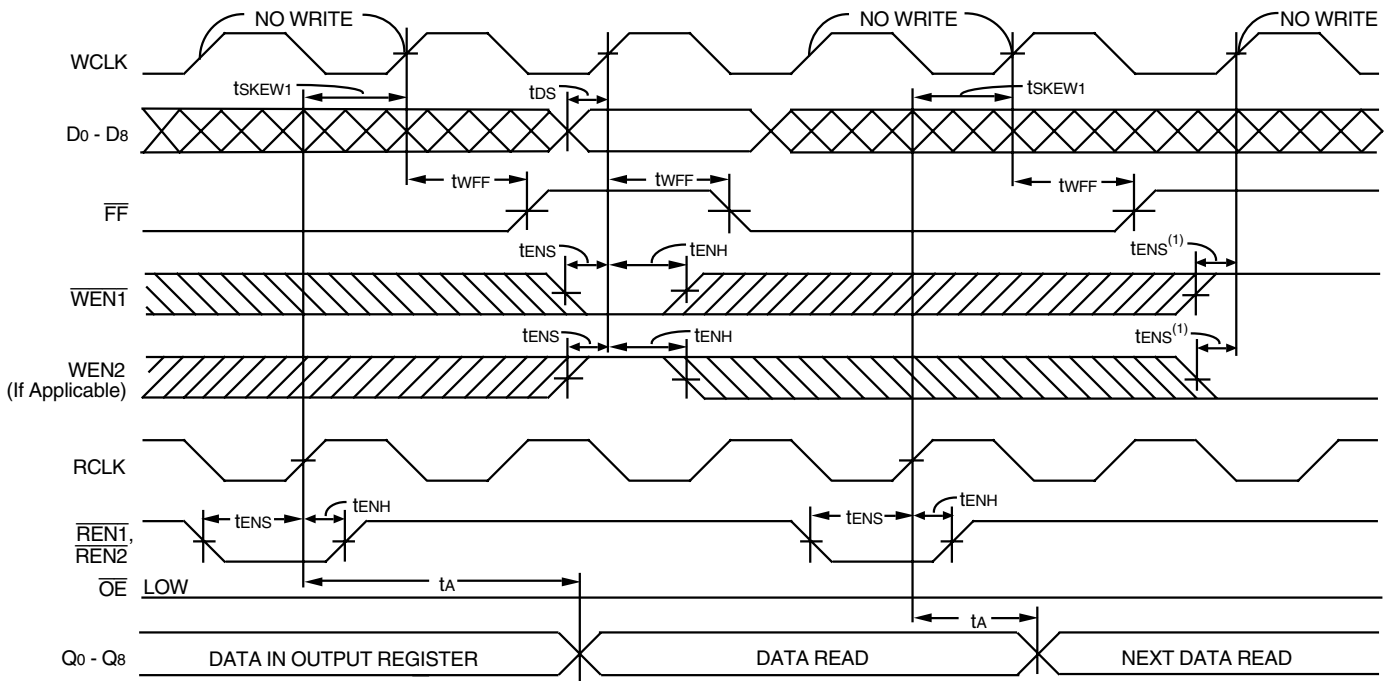 NO WRITE
NO WRITE
NO WRITE
WCLK
tSKEW1
tDS
tSKEW1
D0 - D8
tWFF
tWFF
tWFF
FF
tENS
tENH
tENS(1)
WEN1
tENS
tENH
tENS(1)
WEN2
(If Applicable)
RCLK
tENS
tENH
tENS
tENH
REN1,
REN2
tA
OE LOW
tA
Q0 - Q8
DATA IN OUTPUT REGISTER
DATA READ
NEXT DATA READ